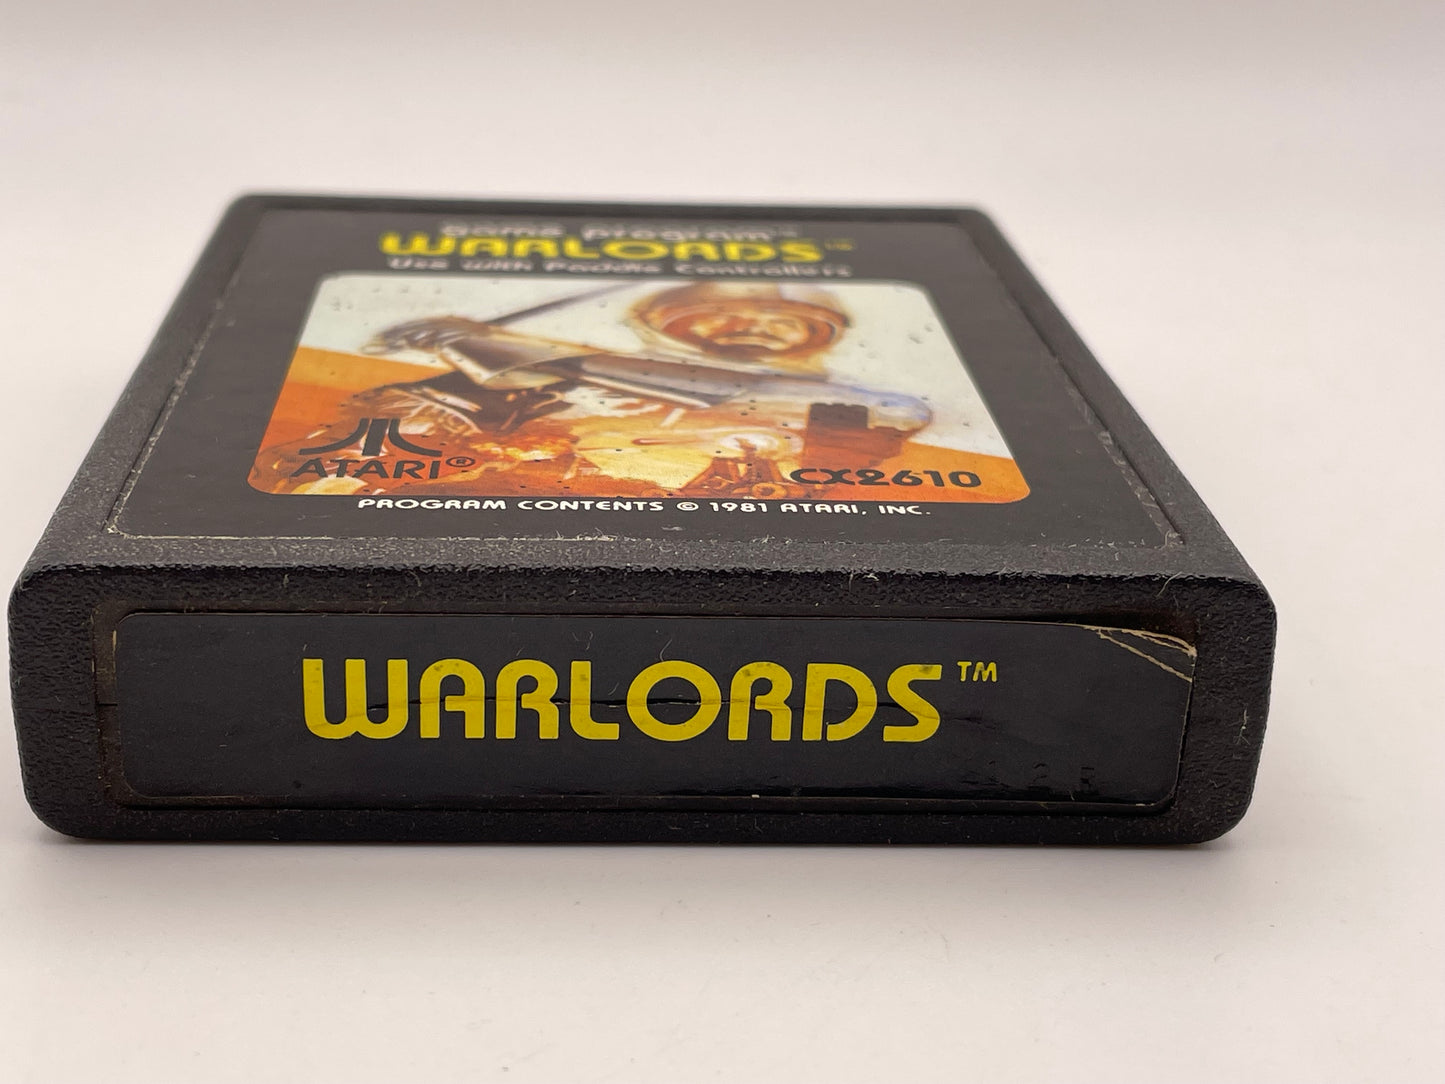 game program™
WARLORDS™
Use with Paddle Controllers
ATARI®
CX2610
PROGRAM CONTENTS © 1981 ATARI, INC.
WARLORDS™